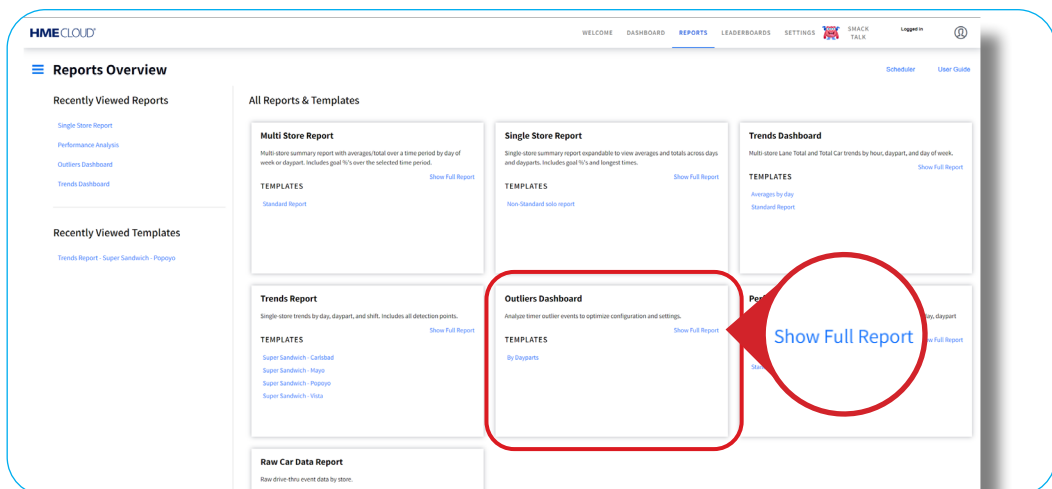 HME CLOUD®
WELCOME DASHBOARD REPORTS LEADERBOARDS SETTINGS SMACK TALK Logged in
Reports Overview
Scheduler User Guide
Recently Viewed Reports
Single Store Report
Performance Analysis
Outliers Dashboard
Trends Dashboard
Recently Viewed Templates
Trends Report - Super Sandwich - Popoyo
All Reports & Templates
Multi Store Report
Multi-store summary report with averages/total over a time period by day of
week or daypart. Includes goal %'s over the selected time period.
Show Full Report
TEMPLATES
Standard Report
Single Store Report
Single-store summary report expandable to view averages and totals across days
and dayparts. Includes goal %'s and longest times.
Show Full Report
TEMPLATES
Non-Standard solo report
Trends Dashboard
Multi-store Lane Total and Total Car trends by hour, daypart, and day of week.
Show Full Report
TEMPLATES
Averages by day
Standard Report
Trends Report
Single-store trends by day, daypart, and shift. Includes all detection points.
Show Full Report
TEMPLATES
Super Sandwich - Carlsbad
Super Sandwich - Mayo
Super Sandwich - Popoyo
Super Sandwich - Vista
Outliers Dashboard
Analyze timer outlier events to optimize configuration and settings.
Show Full Report
TEMPLATES
By Dayparts
Show Full Report
day, daypart
Full Report
Raw Car Data Report
Raw drive-thru event data by store.